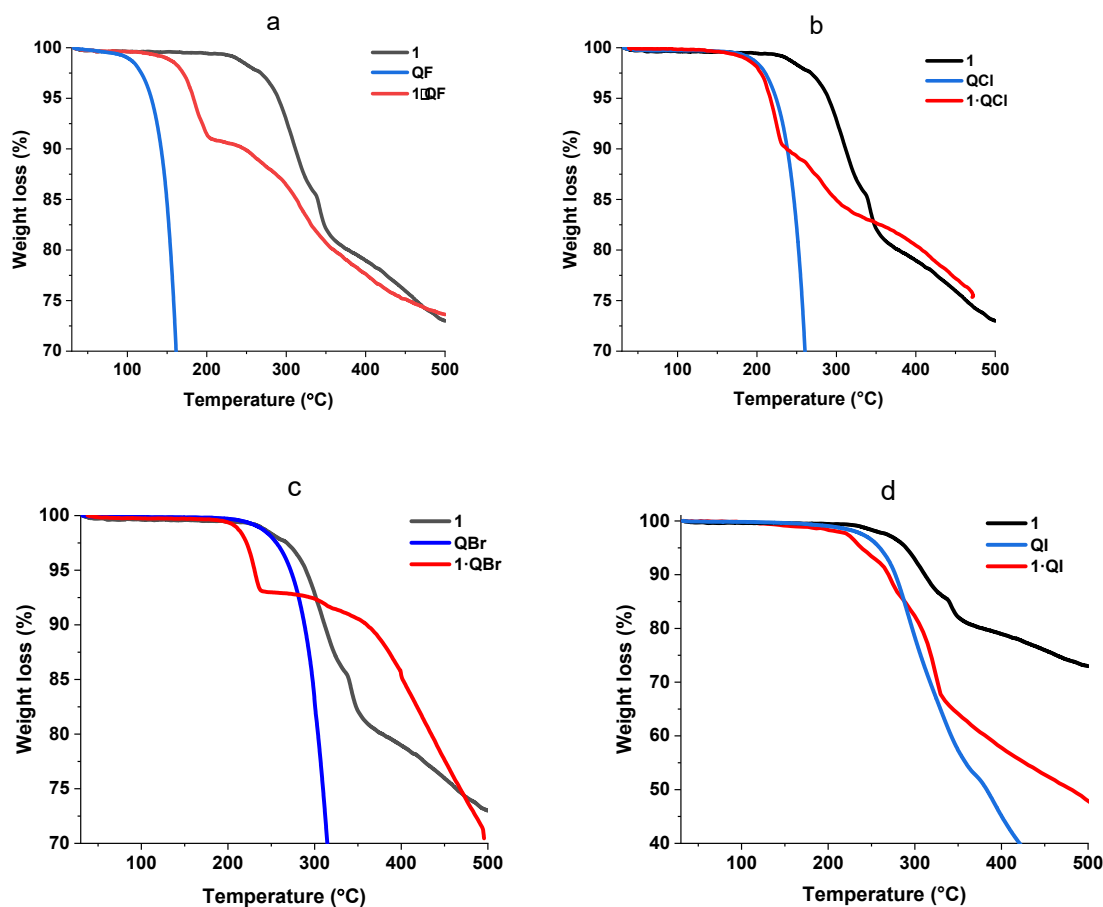 a
100
95
90
85
80
75
70
Weight loss (%)
1
QF
1□QF
100 200 300 400 500
Temperature (°C)
b
100
95
90
85
80
75
70
Weight loss (%)
1
QCl
1·QCl
100 200 300 400 500
Temperature (°C)
c
100
95
90
85
80
75
70
Weight loss (%)
1
QBr
1·QBr
100 200 300 400 500
Temperature (°C)
d
100
90
80
70
60
50
40
Weight loss (%)
1
QI
1·QI
100 200 300 400 500
Temperature (°C)